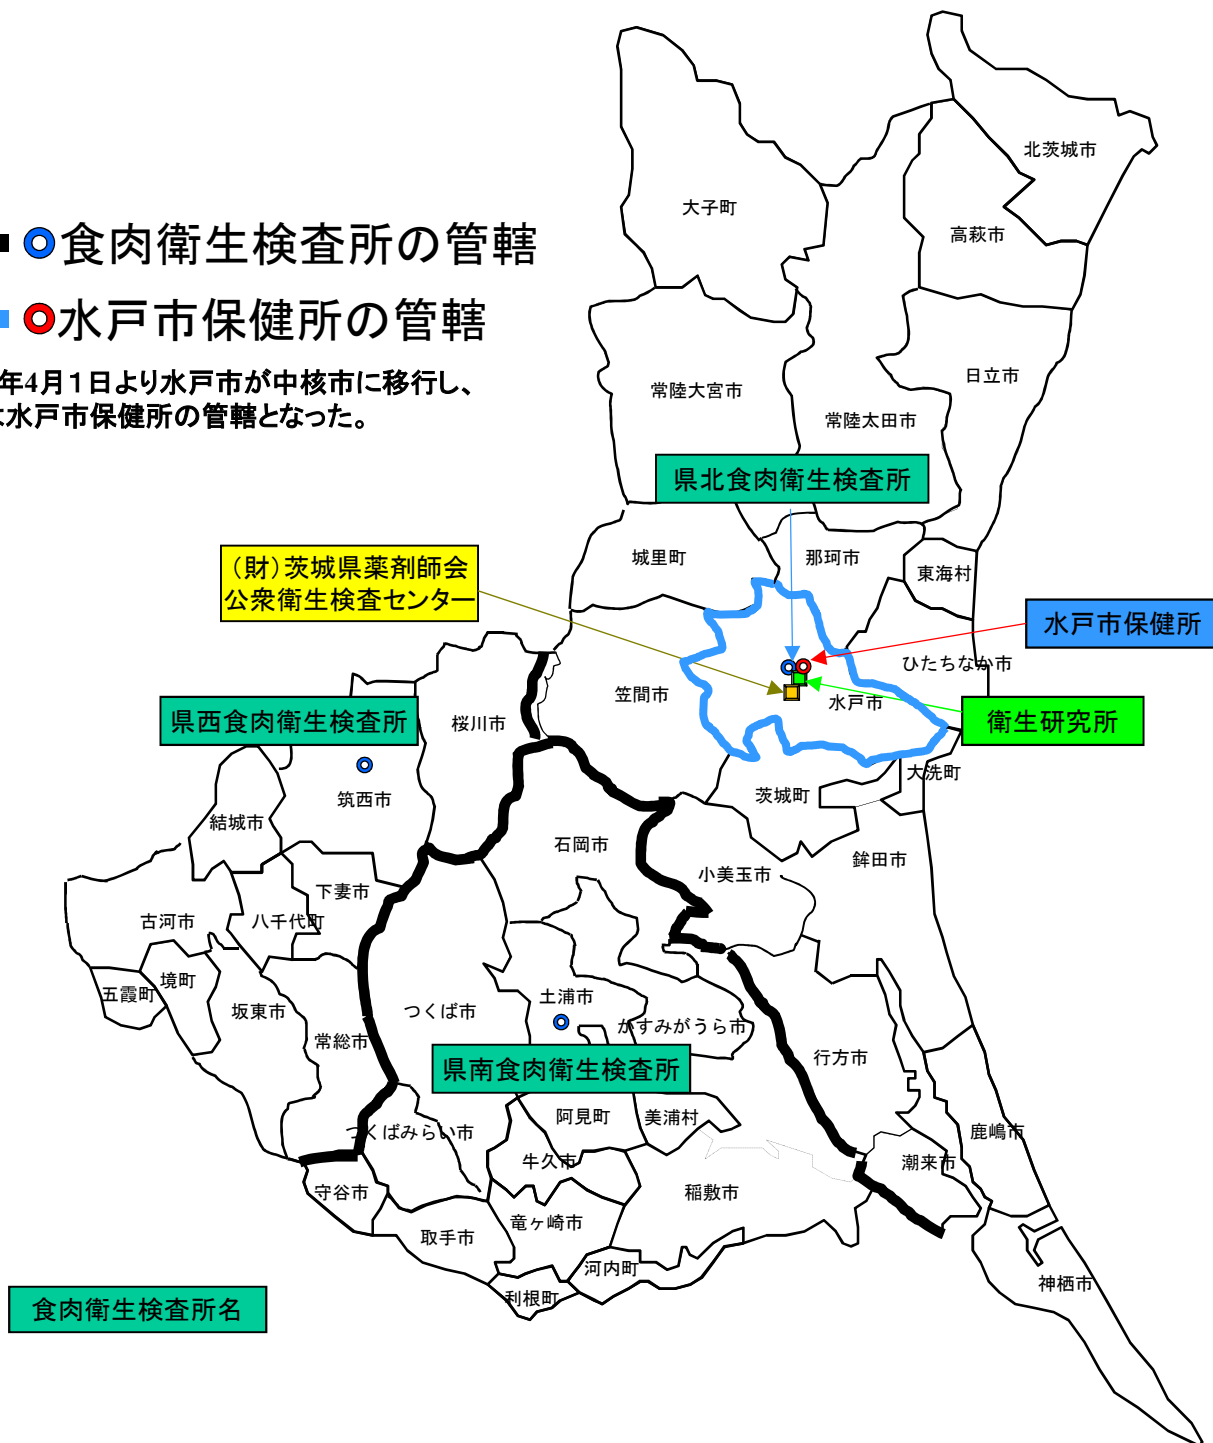 北茨城市
大子町
高萩市
食肉衛生検査所の管轄
水戸市保健所の管轄
年4月1日より水戸市が中核市に移行し、
水戸市保健所の管轄となった。
日立市
常陸大宮市
常陸太田市
県北食肉衛生検査所
城里町
那珂市
東海村
（財）茨城県薬剤師会
公衆衛生検査センター
水戸市保健所
ひたちなか市
笠間市
水戸市
衛生研究所
県西食肉衛生検査所
桜川市
大洗町
茨城町
筑西市
結城市
石岡市
小美玉市
鉾田市
下妻市
古河市
八千代町
境町
五霞町
坂東市
つくば市
土浦市
かすみがうら市
常総市
県南食肉衛生検査所
行方市
阿見町
美浦村
つくばみらい市
鹿嶋市
牛久市
潮来市
守谷市
稲敷市
竜ヶ崎市
取手市
河内町
神栖市
利根町
食肉衛生検査所名